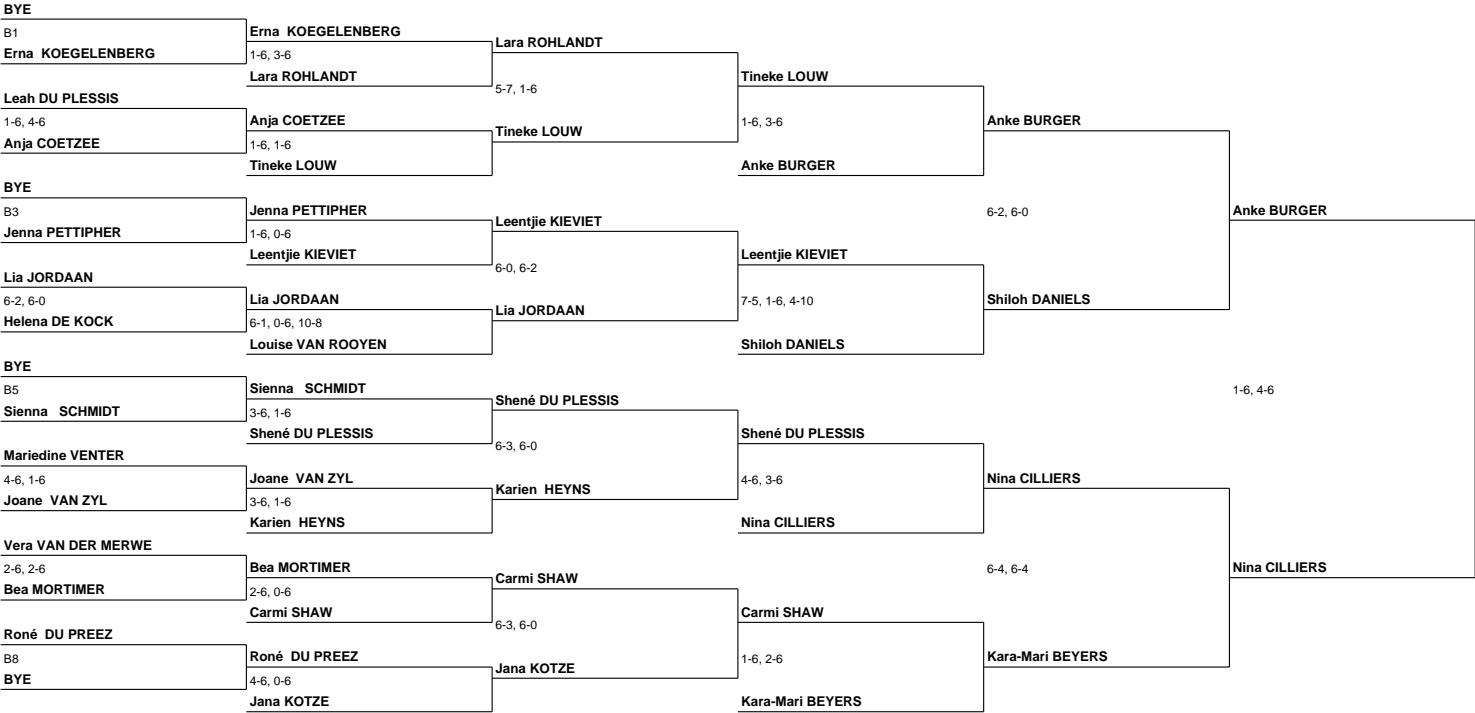 BYE
B1
Erna KOEGELENBERG
Leah DU PLESSIS
1-6, 4-6
Anja COETZEE
BYE
B3
Jenna PETTIPHER
Lia JORDAAN
6-2, 6-0
Helena DE KOCK
BYE
B5
Sienna SCHMIDT
Mariedine VENTER
4-6, 1-6
Joane VAN ZYL
Vera VAN DER MERWE
2-6, 2-6
Bea MORTIMER
Roné DU PREEZ
B8
BYE
Erna KOEGELENBERG
1-6, 3-6
Lara ROHLANDT
Anja COETZEE
1-6, 1-6
Tineke LOUW
Jenna PETTIPHER
1-6, 0-6
Leentjie KIEVIET
Lia JORDAAN
6-1, 0-6, 10-8
Louise VAN ROOYEN
Sienna SCHMIDT
3-6, 1-6
Shené DU PLESSIS
Joane VAN ZYL
3-6, 1-6
Karien HEYNS
Bea MORTIMER
2-6, 0-6
Carmi SHAW
Roné DU PREEZ
4-6, 0-6
Jana KOTZE
Lara ROHLANDT
5-7, 1-6
Tineke LOUW
Leentjie KIEVIET
6-0, 6-2
Lia JORDAAN
Shené DU PLESSIS
6-3, 6-0
Karien HEYNS
Carmi SHAW
6-3, 6-0
Jana KOTZE
Tineke LOUW
1-6, 3-6
Anke BURGER
Leentjie KIEVIET
7-5, 1-6, 4-10
Shiloh DANIELS
Shené DU PLESSIS
4-6, 3-6
Nina CILLIERS
Carmi SHAW
1-6, 2-6
Kara-Mari BEYERS
Anke BURGER
6-2, 6-0
Shiloh DANIELS
Nina CILLIERS
6-4, 6-4
Kara-Mari BEYERS
Anke BURGER
1-6, 4-6
Nina CILLIERS